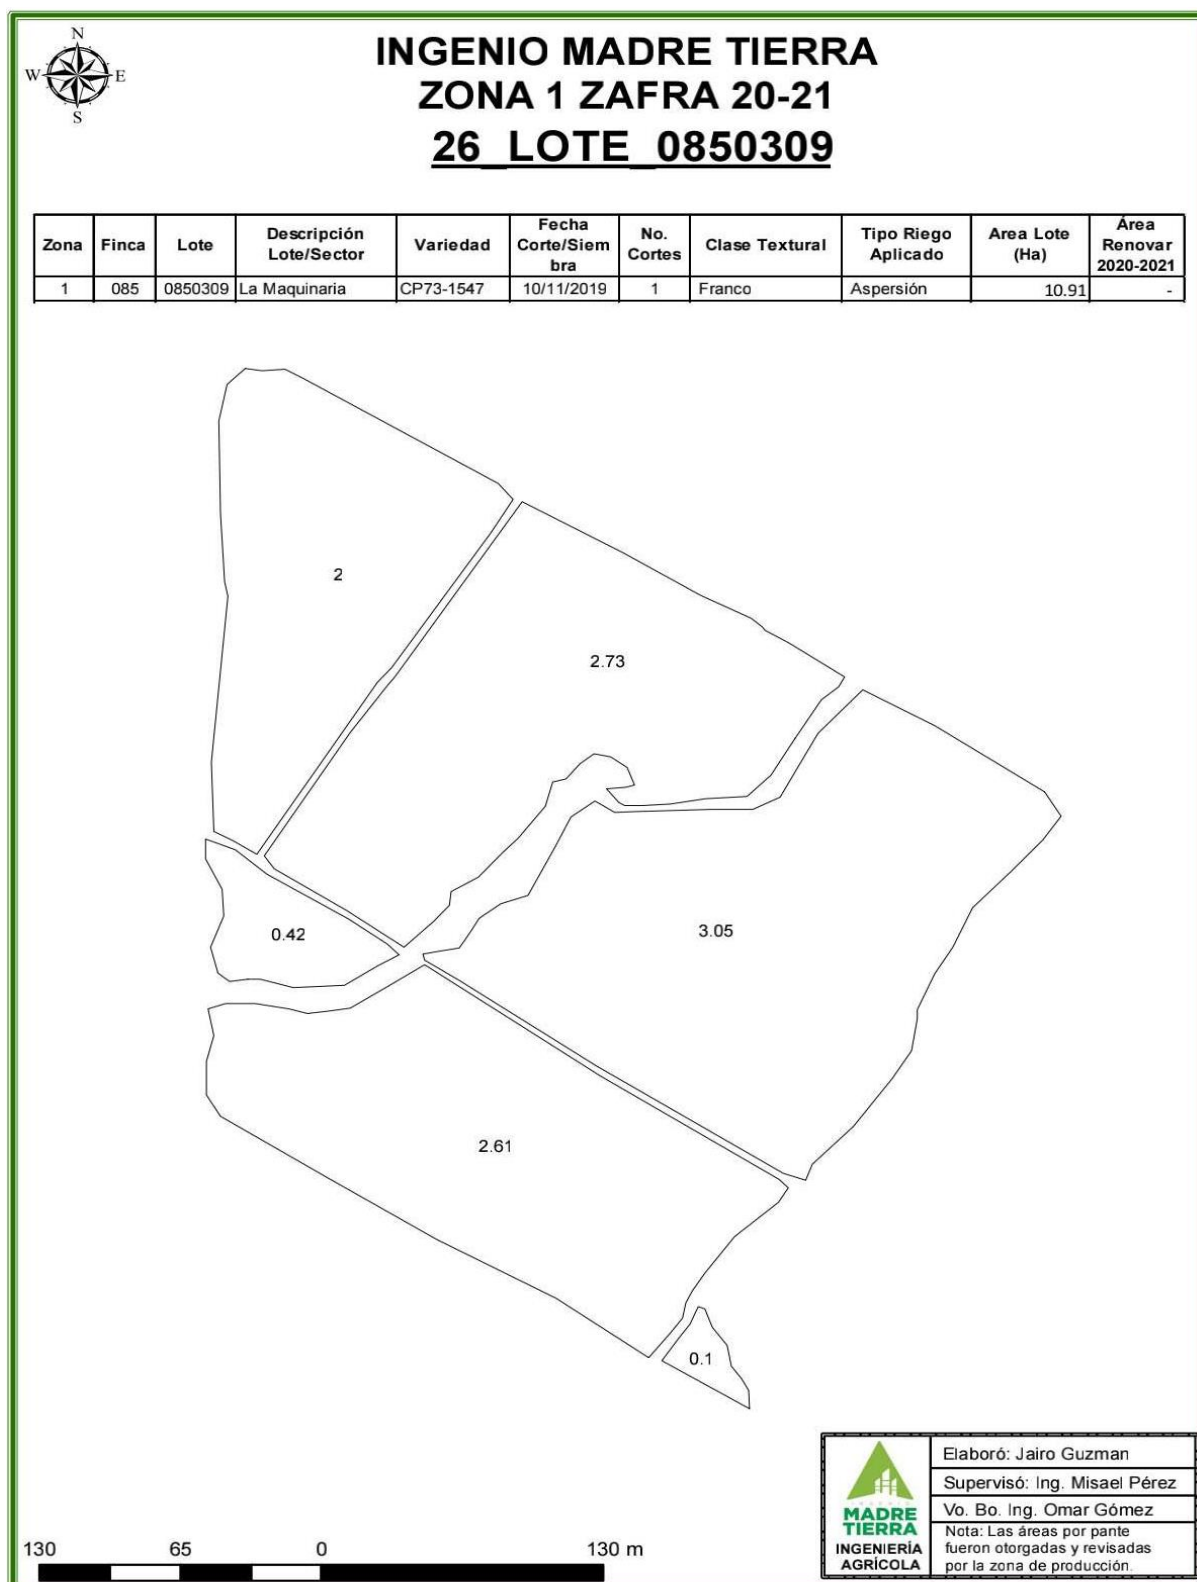 N
W E
S
INGENIO MADRE TIERRA
ZONA 1 ZAFRA 20-21
26_LOTE_0850309
Zona Finca Lote Descripción Lote/Sector Variedad Fecha Corte/Siem bra No. Cortes Clase Textural Tipo Riego Aplicado Area Lote (Ha) Área Renovar 2020-2021
1 085 0850309 La Maquinaria CP73-1547 10/11/2019 1 Franco Aspersión 10.91 -
2
2.73
0.42
3.05
2.61
0.1
MADRE
TIERRA
INGENIERÍA
AGRÍCOLA
Elaboró: Jairo Guzman
Supervisó: Ing. Misael Pérez
Vo. Bo. Ing. Omar Gómez
Nota: Las áreas por pante
fueron otorgadas y revisadas
por la zona de producción.
130 65 0 130 m